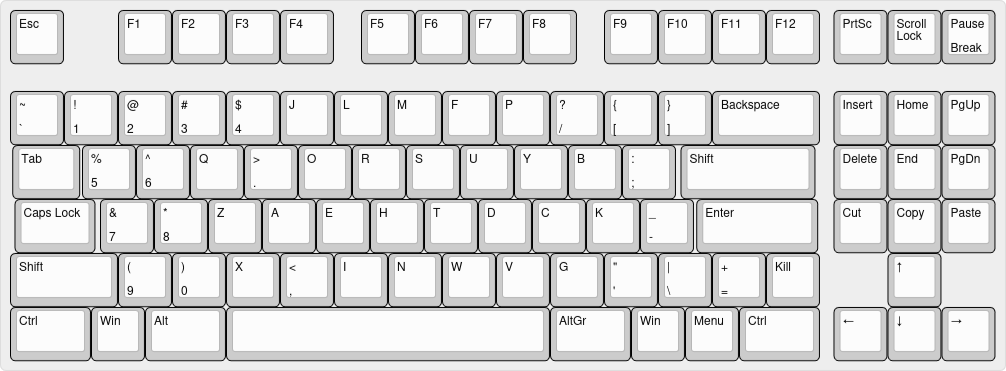 Esc F1 F2 F3 F4 F5 F6 F7 F8 F9 F10 F11 F12 PrtSc Scroll Lock Pause Break
~ ` ! 1 @ 2 # 3 $ 4 J L M F P ? / { [ } ] Backspace Insert Home PgUp
Tab % 5 ^ 6 Q > . O R S U Y B : ; Shift Delete End PgDn
Caps Lock & 7 * 8 Z A E H T D C K _ - Enter Cut Copy Paste
Shift ( 9 ) 0 X < , I N W V G " ' | \ + = Kill ↑
Ctrl Win Alt AltGr Win Menu Ctrl ← ↓ →